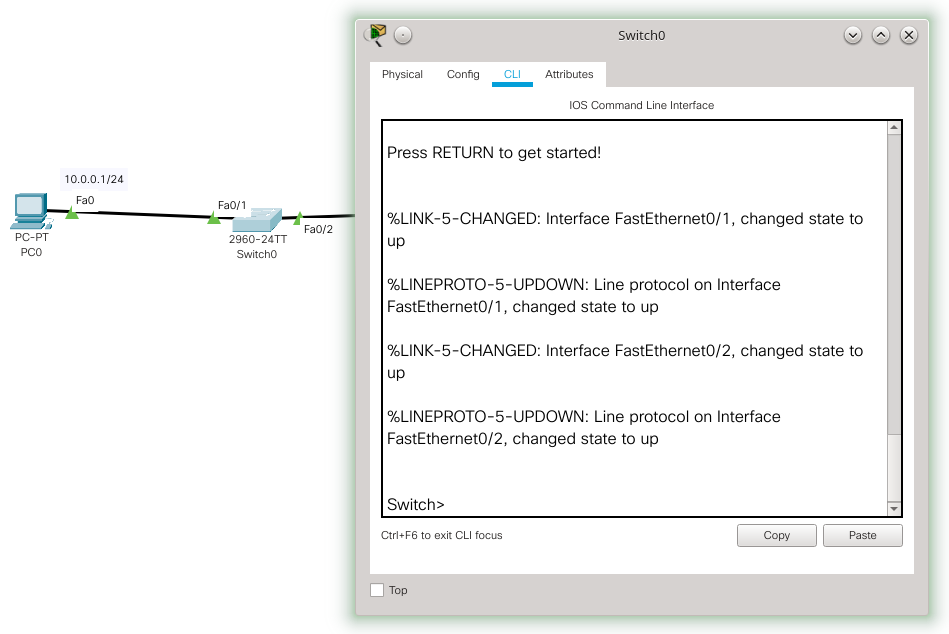 10.0.0.1/24
Fa0
PC-PT
PC0
Fa0/1
Fa0/2
2960-24TT
Switch0
Switch0
Physical
Config
CLI
Attributes
IOS Command Line Interface
Press RETURN to get started!
%LINK-5-CHANGED: Interface FastEthernet0/1, changed state to
up
%LINEPROTO-5-UPDOWN: Line protocol on Interface
FastEthernet0/1, changed state to up
%LINK-5-CHANGED: Interface FastEthernet0/2, changed state to
up
%LINEPROTO-5-UPDOWN: Line protocol on Interface
FastEthernet0/2, changed state to up
Switch>
Ctrl+F6 to exit CLI focus
Copy
Paste
Top